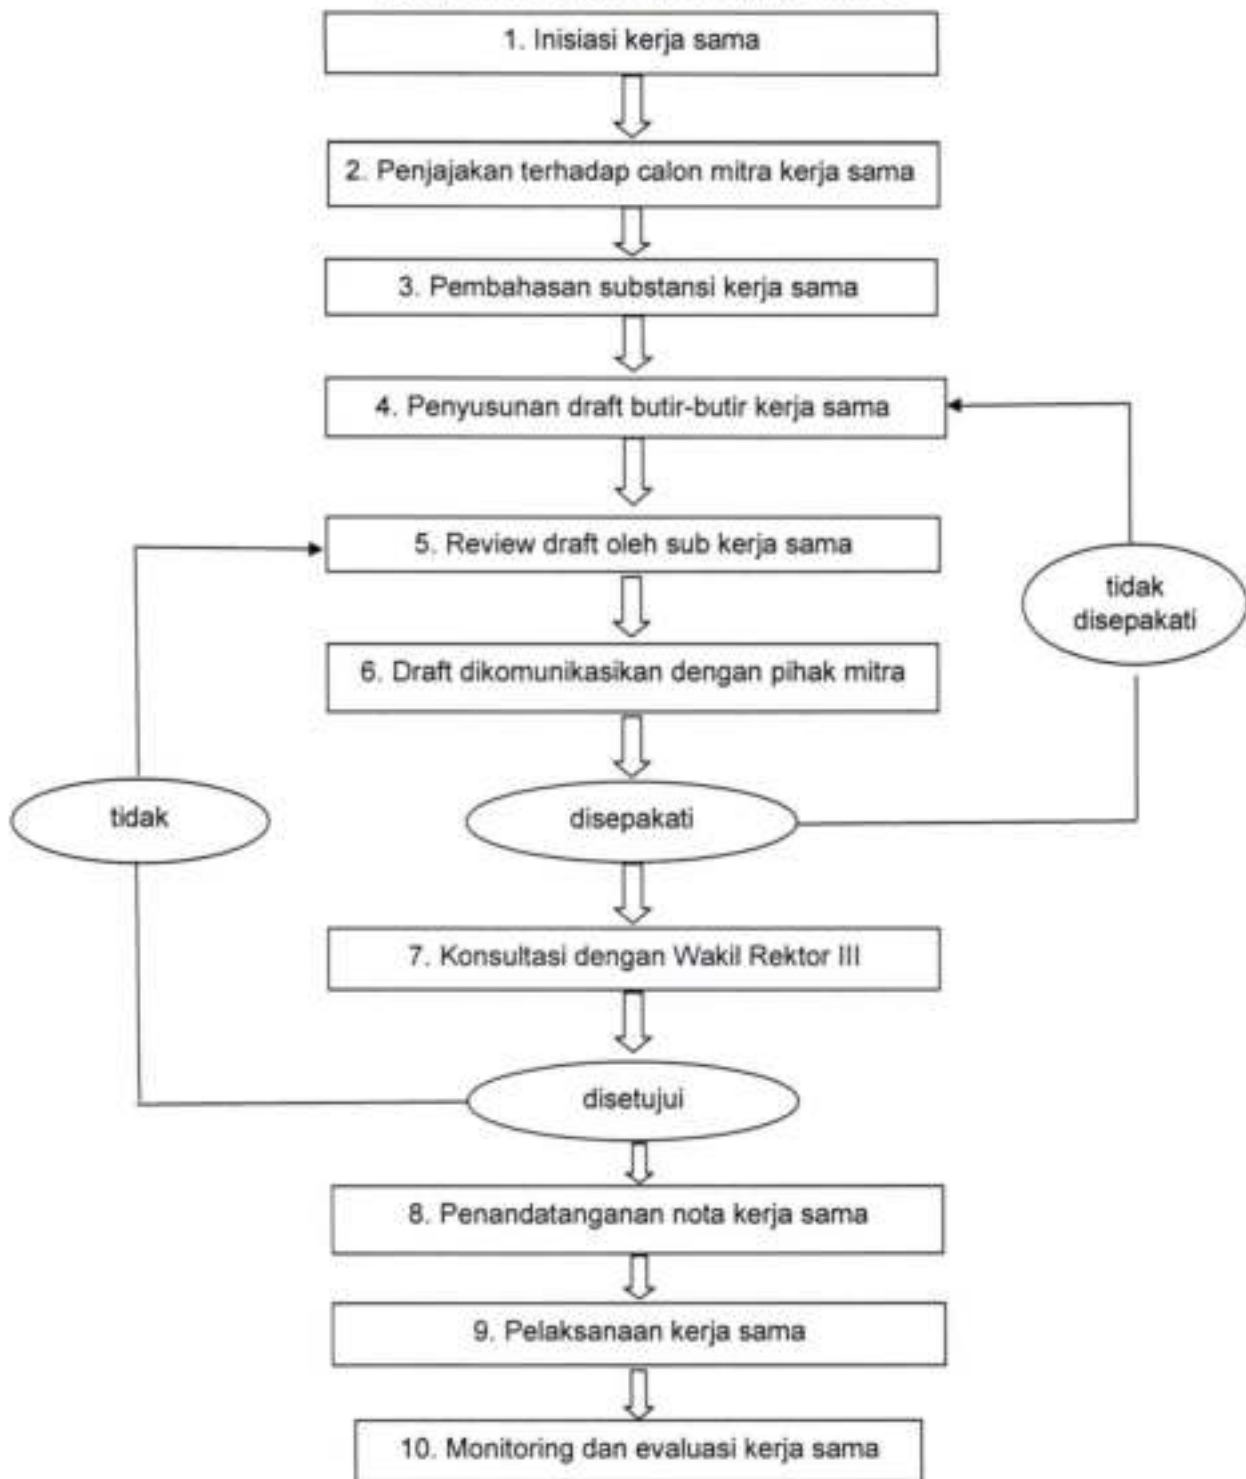 1. Inisiasi kerja sama
2. Penjajakan terhadap calon mitra kerja sama
3. Pembahasan substansi kerja sama
4. Penyusunan draft butir-butir kerja sama
5. Review draft oleh sub kerja sama
tidak
disepakati
6. Draft dikomunikasikan dengan pihak mitra
tidak
disepakati
7. Konsultasi dengan Wakil Rektor III
disetujui
8. Penandatanganan nota kerja sama
9. Pelaksanaan kerja sama
10. Monitoring dan evaluasi kerja sama